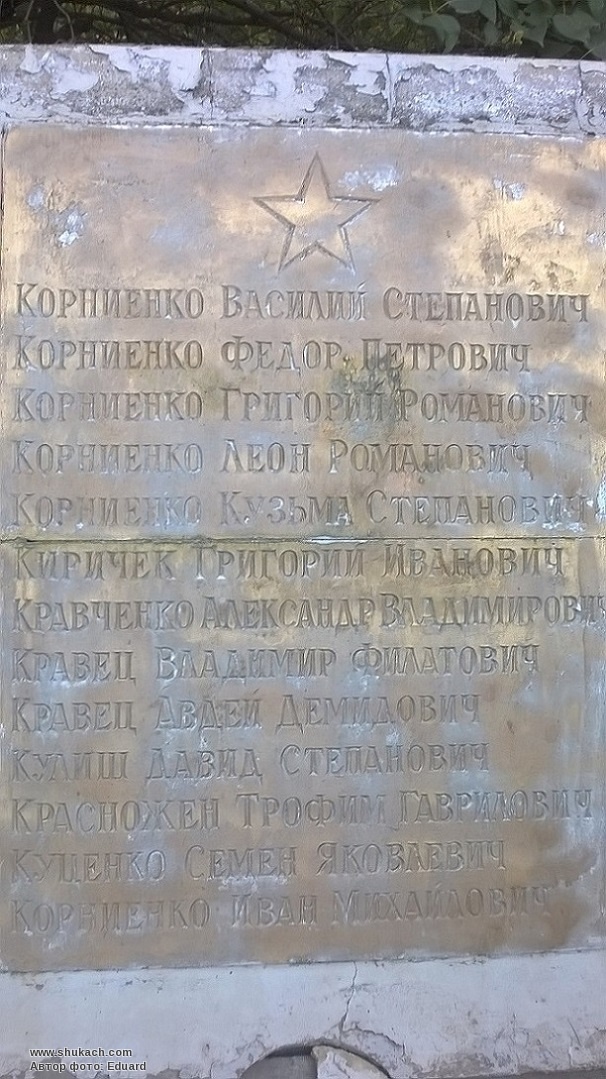 Корниенко Василий Степанович
Корниенко Федор Петрович
Корниенко Григорий Романович
Корниенко Леон Романович
Корниенко Кузьма Степанович
Киричек Григорий Иванович
Кравченко Александр Владимирович
Кравец Владимир Филатович
Кравец Авдей Демидович
Кулиш Давид Степанович
Красножен Трофим Гаврилович
Куценко Семен Яковлевич
Корниенко Иван Михайлович
www.shukach.com
Автор фото: Eduard